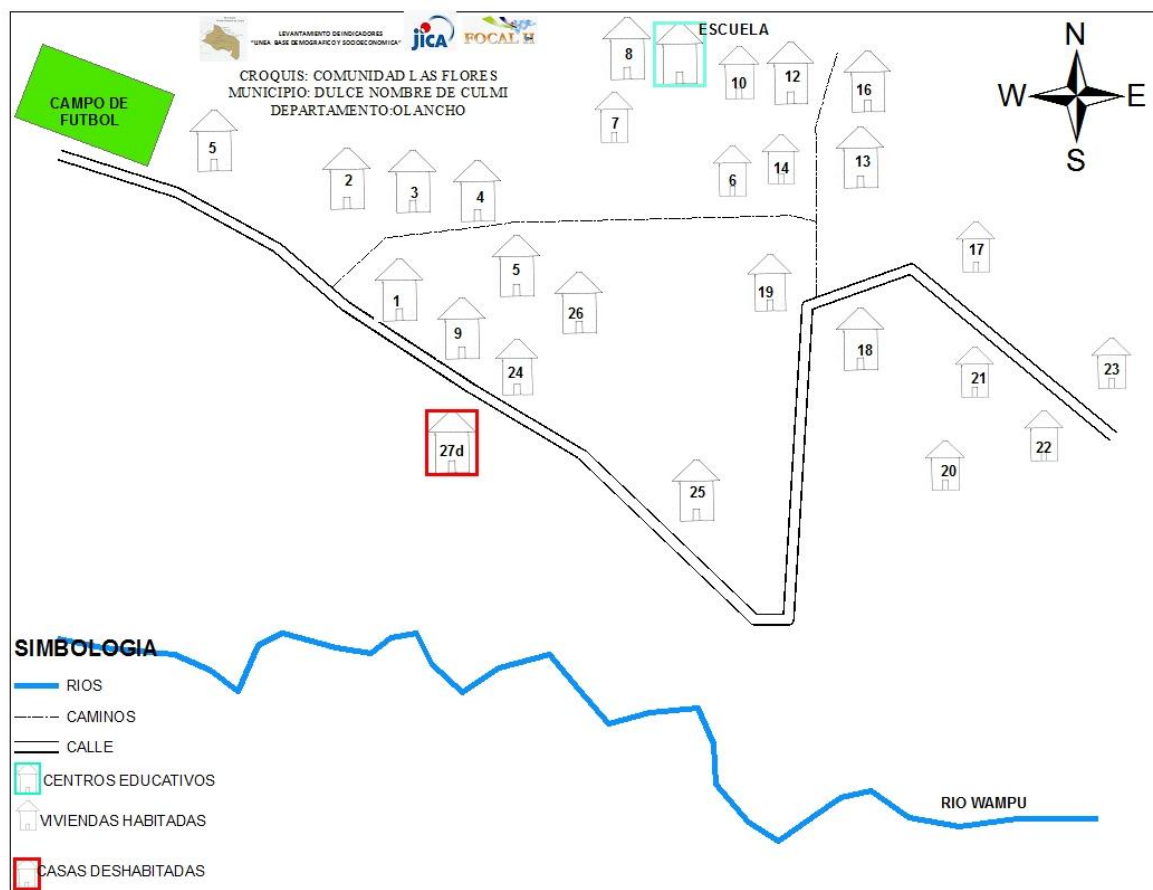 LEVANTAMIENTO DE INDICADORES
"LINEA BASE DEMOGRAFICO Y SOCIOECONOMICA"
JICA
FOCAL II
CROQUIS: COMUNIDAD LAS FLORES
MUNICIPIO: DULCE NOMBRE DE CULMI
DEPARTAMENTO:OLANCHO
CAMPO DE
FUTBOL
ESCUELA
N
W
E
S
8
10
12
16
7
5
2
3
4
6
14
13
17
5
1
26
19
9
24
18
21
23
27d
25
20
22
SIMBOLOGIA
RIOS
CAMINOS
CALLE
CENTROS EDUCATIVOS
VIVIENDAS HABITADAS
CASAS DESHABITADAS
RIO WAMPU